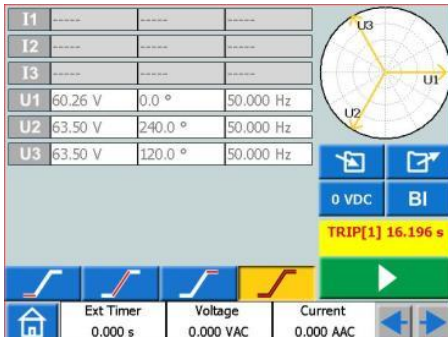 I1 ----- ----- -----
I2 ----- ----- -----
I3 ----- ----- -----
U1 60.26 V 0.0 ° 50.000 Hz
U2 63.50 V 240.0 ° 50.000 Hz
U3 63.50 V 120.0 ° 50.000 Hz
U3
U1
U2
0 VDC BI
TRIP[1] 16.196 s
Ext Timer Voltage Current
0.000 s 0.000 VAC 0.000 AAC